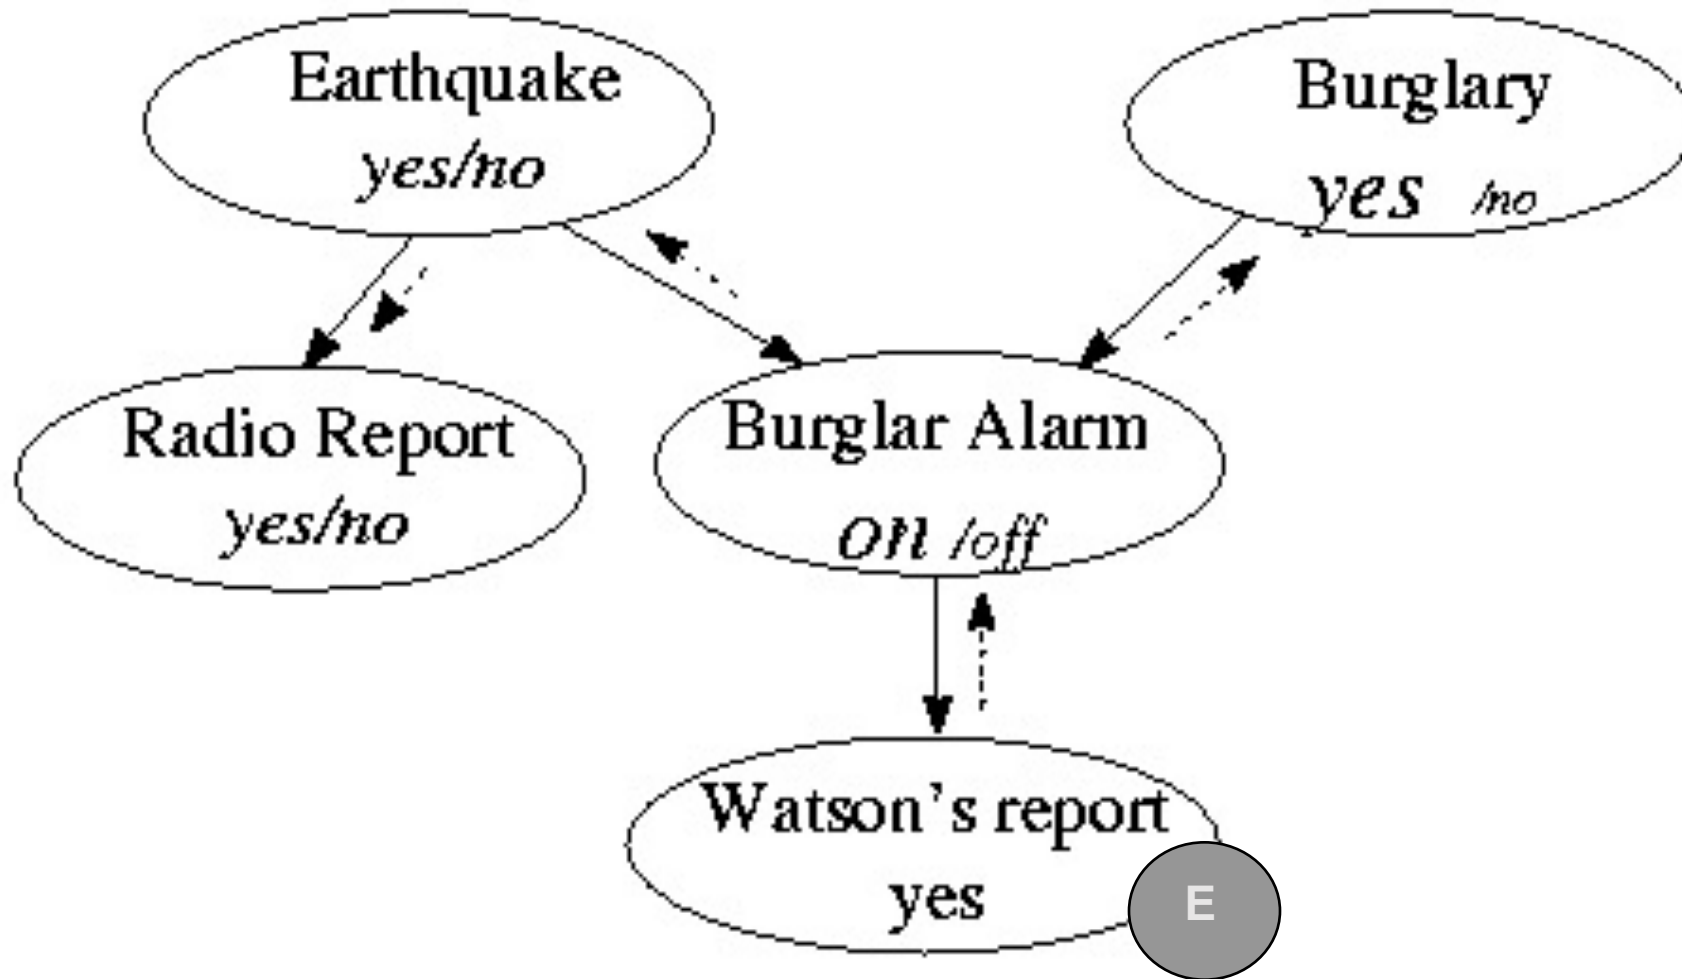 Earthquake
yes/no
Burglary
yes /no
Radio Report
yes/no
Burglar Alarm
on /off
Watson's report
yes
E